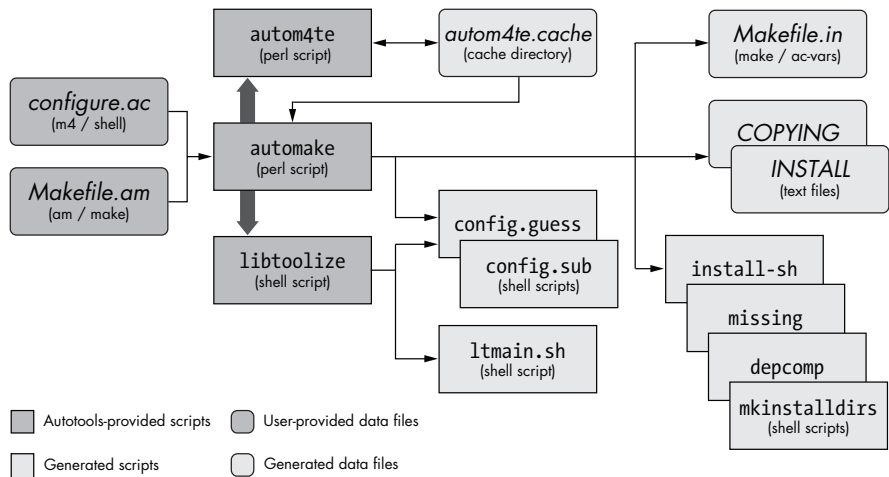 autom4te
(perl script)
autom4te.cache
(cache directory)
Makefile.in
(make / ac-vars)
configure.ac
(m4 / shell)
automake
(perl script)
COPYING
INSTALL
(text files)
Makefile.am
(am / make)
config.guess
config.sub
(shell scripts)
libtoolize
(shell script)
install-sh
missing
depcomp
mkinstalldirs
(shell scripts)
ltmain.sh
(shell script)
Autotools-provided scripts
User-provided data files
Generated scripts
Generated data files